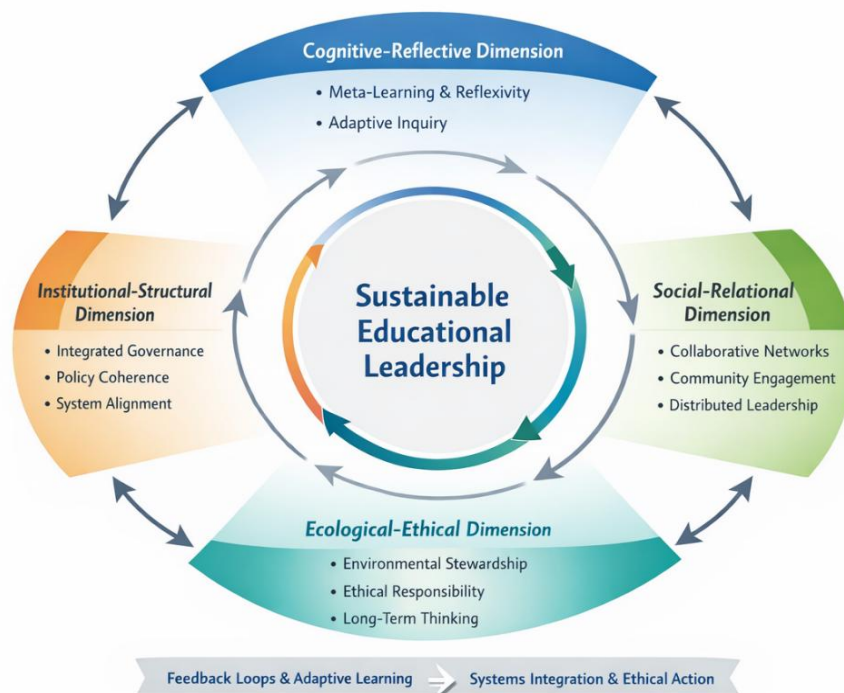 Cognitive-Reflective Dimension
• Meta-Learning & Reflexivity
• Adaptive Inquiry
Institutional-Structural
Dimension
• Integrated Governance
• Policy Coherence
• System Alignment
Sustainable
Educational
Leadership
Social-Relational
Dimension
• Collaborative Networks
• Community Engagement
• Distributed Leadership
Ecological-Ethical Dimension
• Environmental Stewardship
• Ethical Responsibility
• Long-Term Thinking
Feedback Loops & Adaptive Learning → Systems Integration & Ethical Action